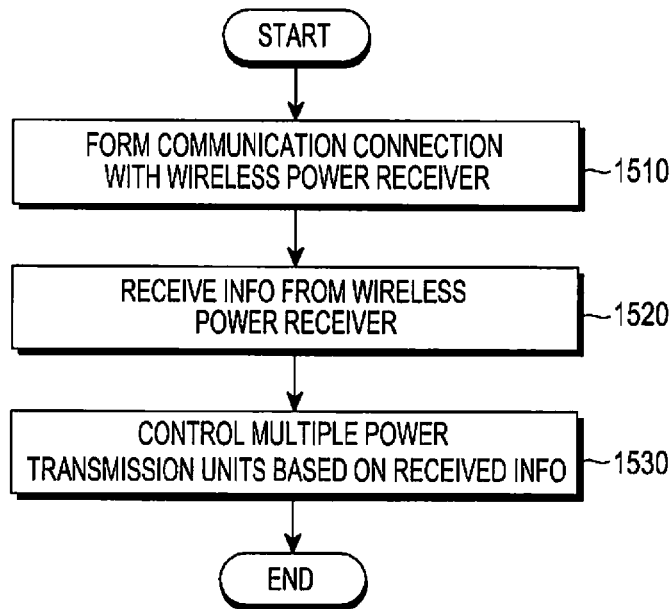 START
FORM COMMUNICATION CONNECTION
WITH WIRELESS POWER RECEIVER
1510
RECEIVE INFO FROM WIRELESS
POWER RECEIVER
1520
CONTROL MULTIPLE POWER
TRANSMISSION UNITS BASED ON RECEIVED INFO
1530
END